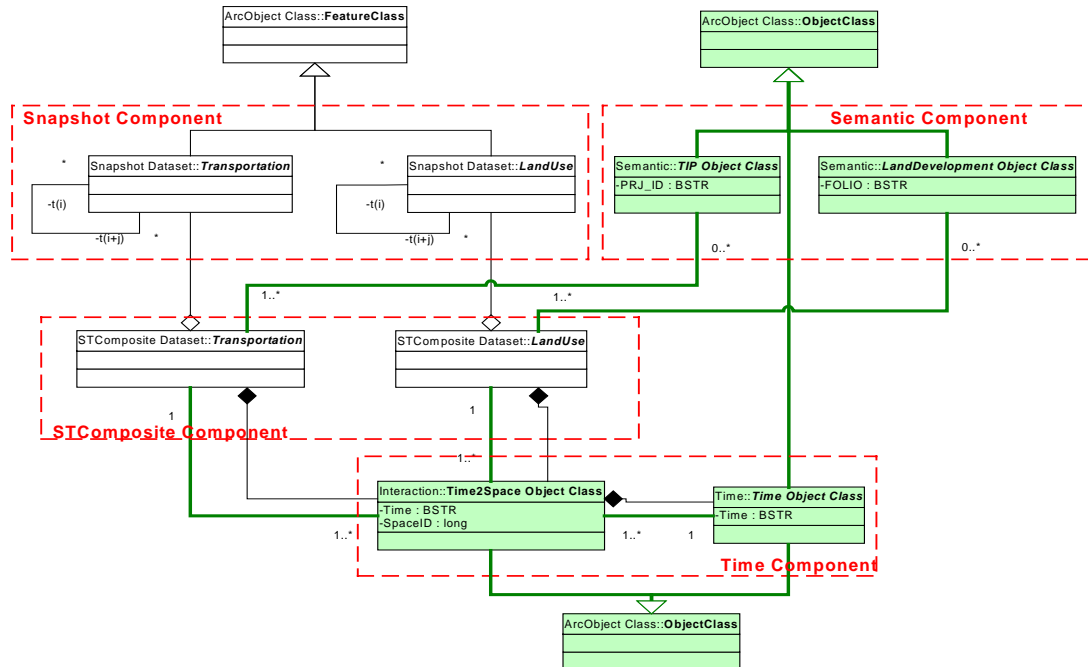 ArcObject Class::FeatureClass
ArcObject Class::ObjectClass
Snapshot Component
Semantic Component
*
Snapshot Dataset::Transportation
-t(i)
-t(i+j)
*
*
Snapshot Dataset::LandUse
-t(i)
-t(i+j)
*
Semantic::TIP Object Class
-PRJ_ID : BSTR
Semantic::LandDevelopment Object Class
-FOLIO : BSTR
0..*
0..*
1..*
1..*
STComposite Dataset::Transportation
STComposite Dataset::LandUse
1
1
STComposite Component
1..*
Interaction::Time2Space Object Class
-Time : BSTR
-SpaceID : long
Time::Time Object Class
-Time : BSTR
1..*
1..*
1
Time Component
ArcObject Class::ObjectClass